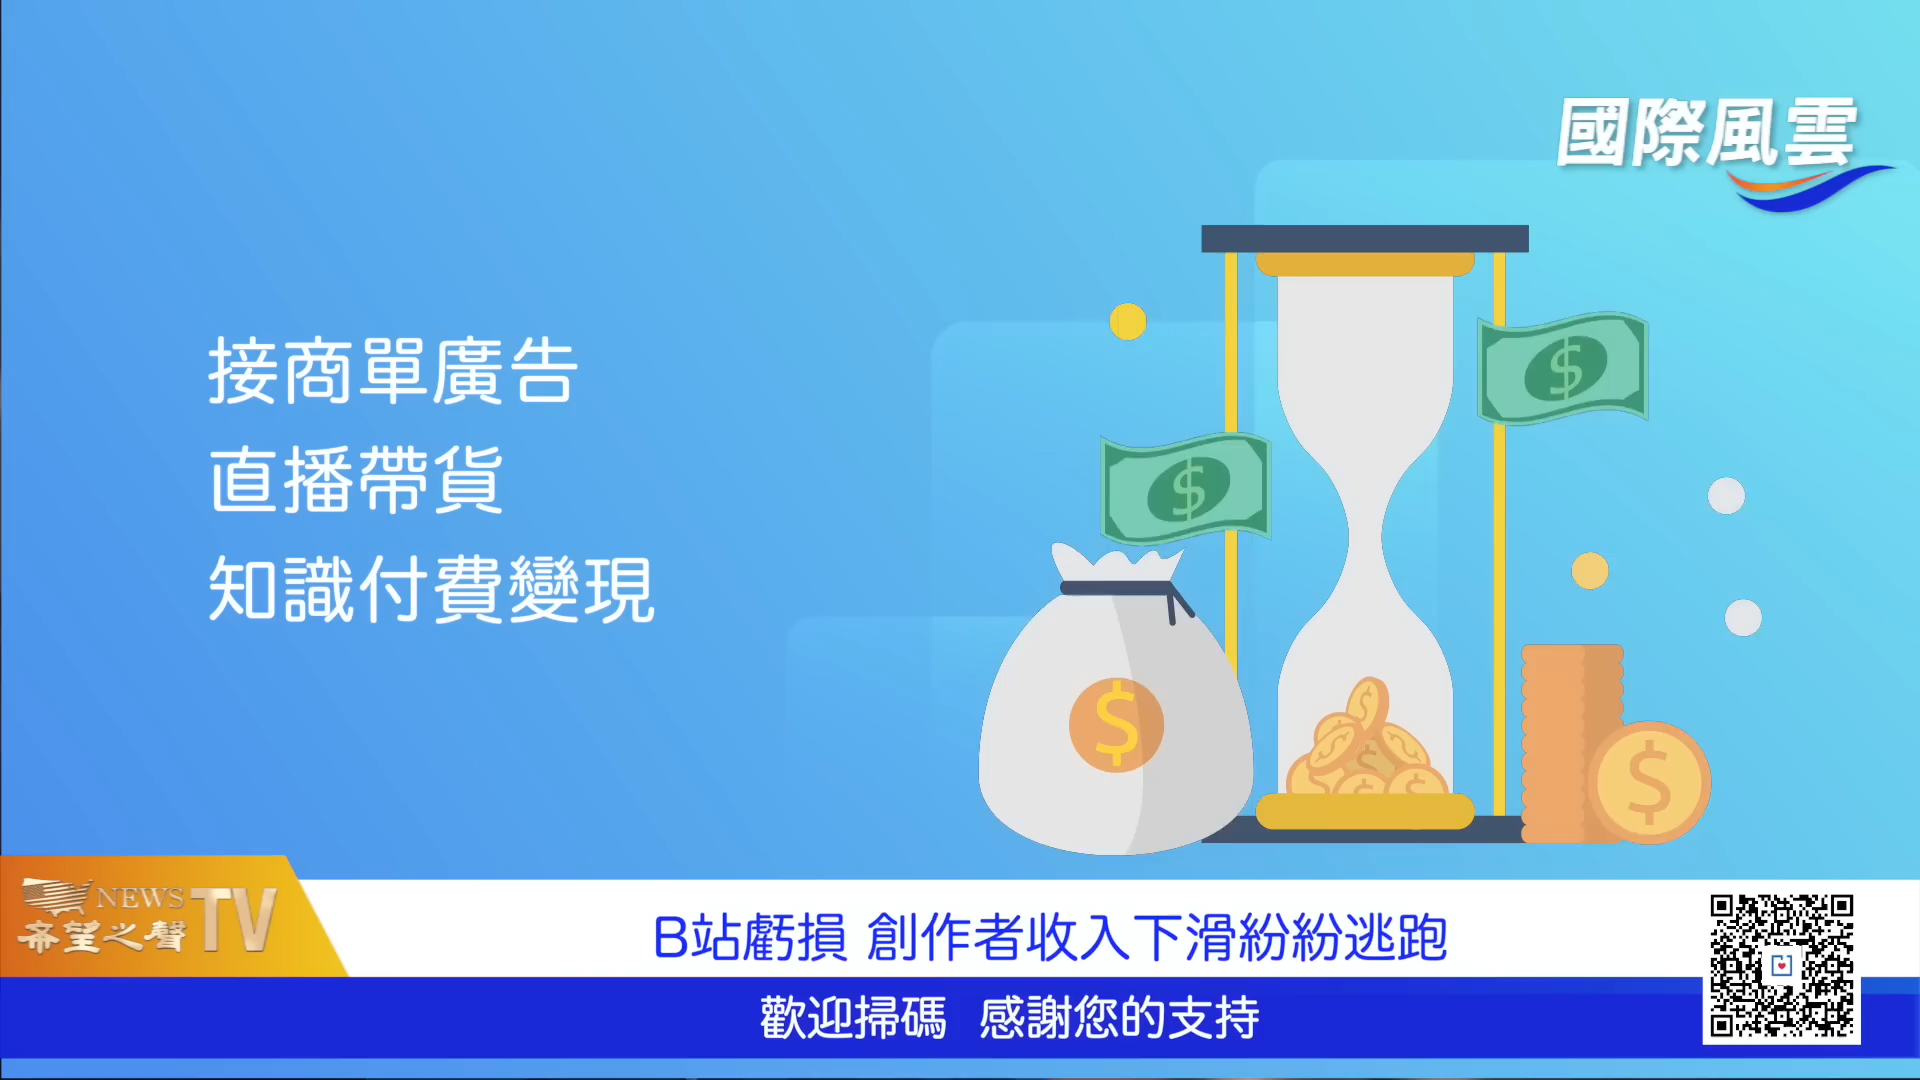 國際風雲
接商單廣告
直播帶貨
知識付費變現
NEWS
希望之聲
TV
B站虧損 創作者收入下滑紛紛逃跑
歡迎掃碼 感謝您的支持